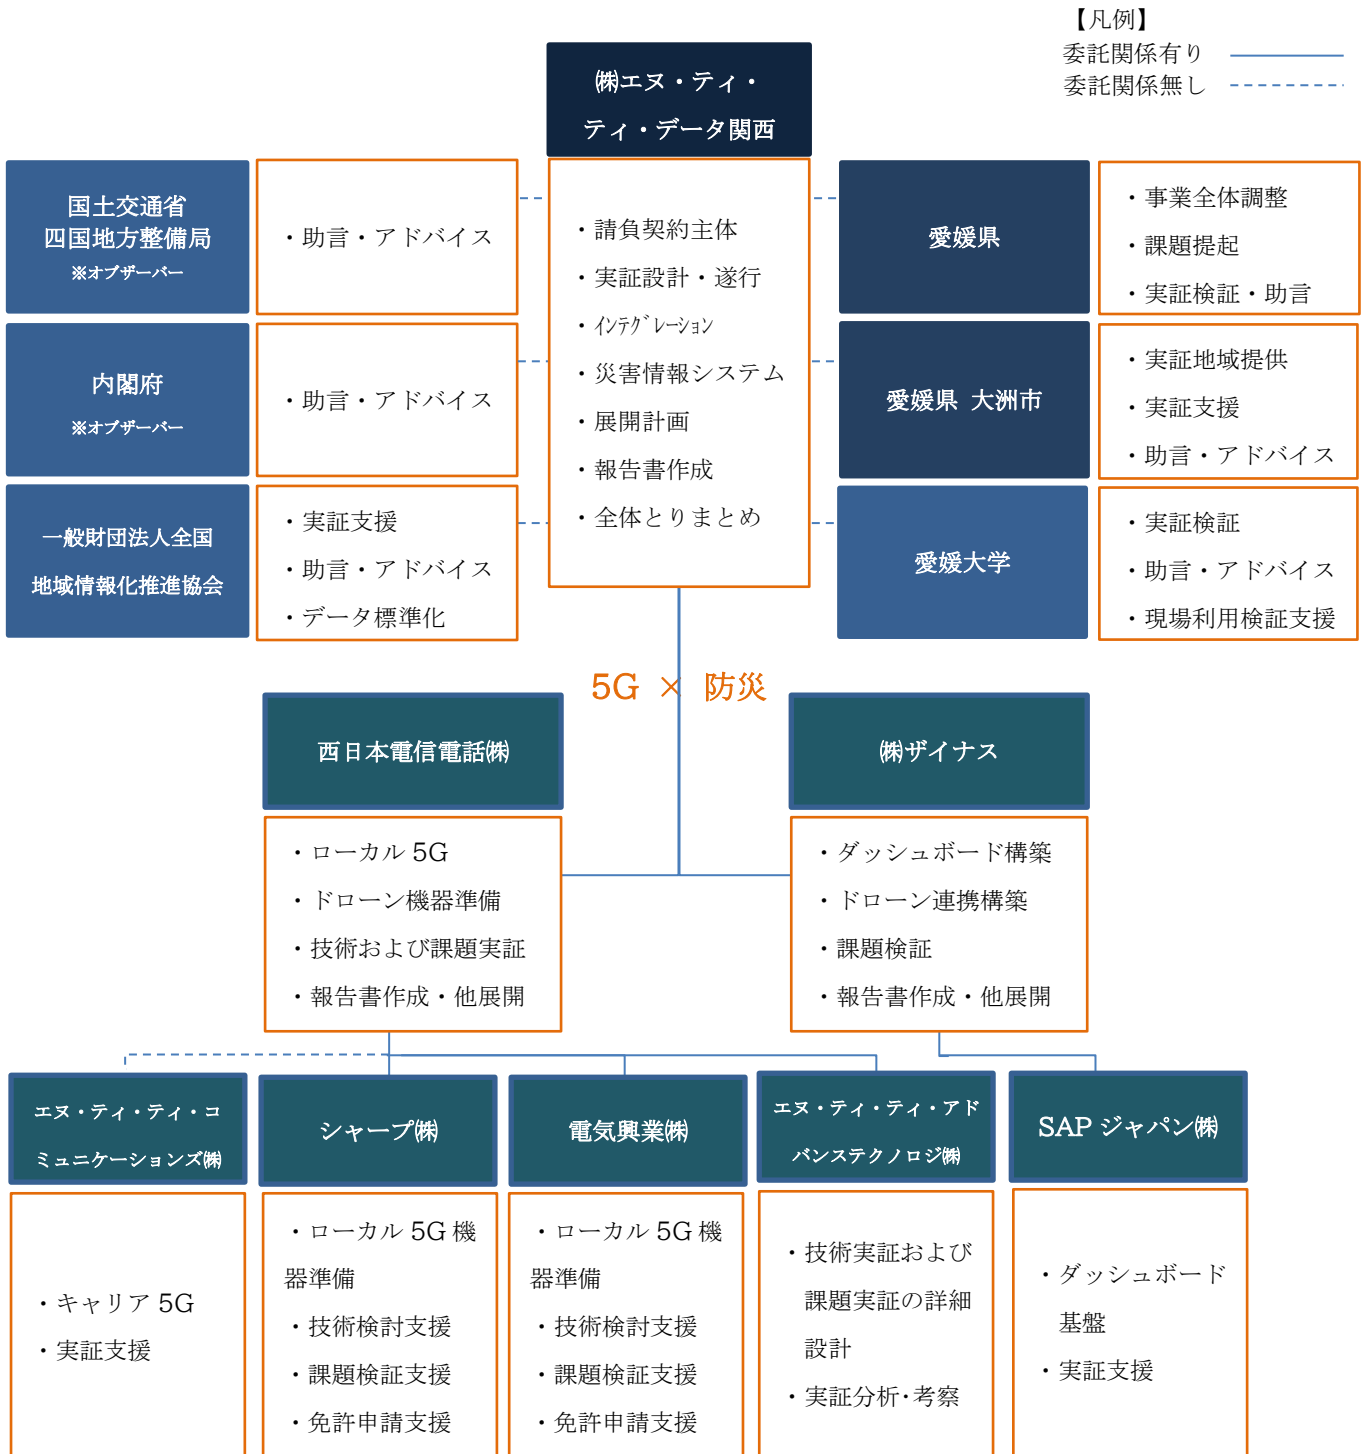 【凡例】
委託関係有り
委託関係無し
㈱エヌ・ティ・
ティ・データ関西
・請負契約主体
・実証設計・遂行
・ｲﾝﾃｸﾞﾚｰｼｮﾝ
・災害情報システム
・展開計画
・報告書作成
・全体とりまとめ
国土交通省
四国地方整備局
※オブザーバー
・助言・アドバイス
内閣府
※オブザーバー
・助言・アドバイス
一般財団法人全国
地域情報化推進協会
・実証支援
・助言・アドバイス
・データ標準化
愛媛県
・事業全体調整
・課題提起
・実証検証・助言
愛媛県 大洲市
・実証地域提供
・実証支援
・助言・アドバイス
愛媛大学
・実証検証
・助言・アドバイス
・現場利用検証支援
5G × 防災
西日本電信電話㈱
・ローカル 5G
・ドローン機器準備
・技術および課題実証
・報告書作成・他展開
㈱ザイナス
・ダッシュボード構築
・ドローン連携構築
・課題検証
・報告書作成・他展開
エヌ・ティ・ティ・コ
ミュニケーションズ㈱
・キャリア 5G
・実証支援
シャープ㈱
・ローカル 5G 機
器準備
・技術検討支援
・課題検証支援
・免許申請支援
電気興業㈱
・ローカル 5G 機
器準備
・技術検討支援
・課題検証支援
・免許申請支援
エヌ・ティ・ティ・アド
バンステクノロジ㈱
・技術実証および
課題実証の詳細
設計
・実証分析・考察
SAP ジャパン㈱
・ダッシュボード
基盤
・実証支援